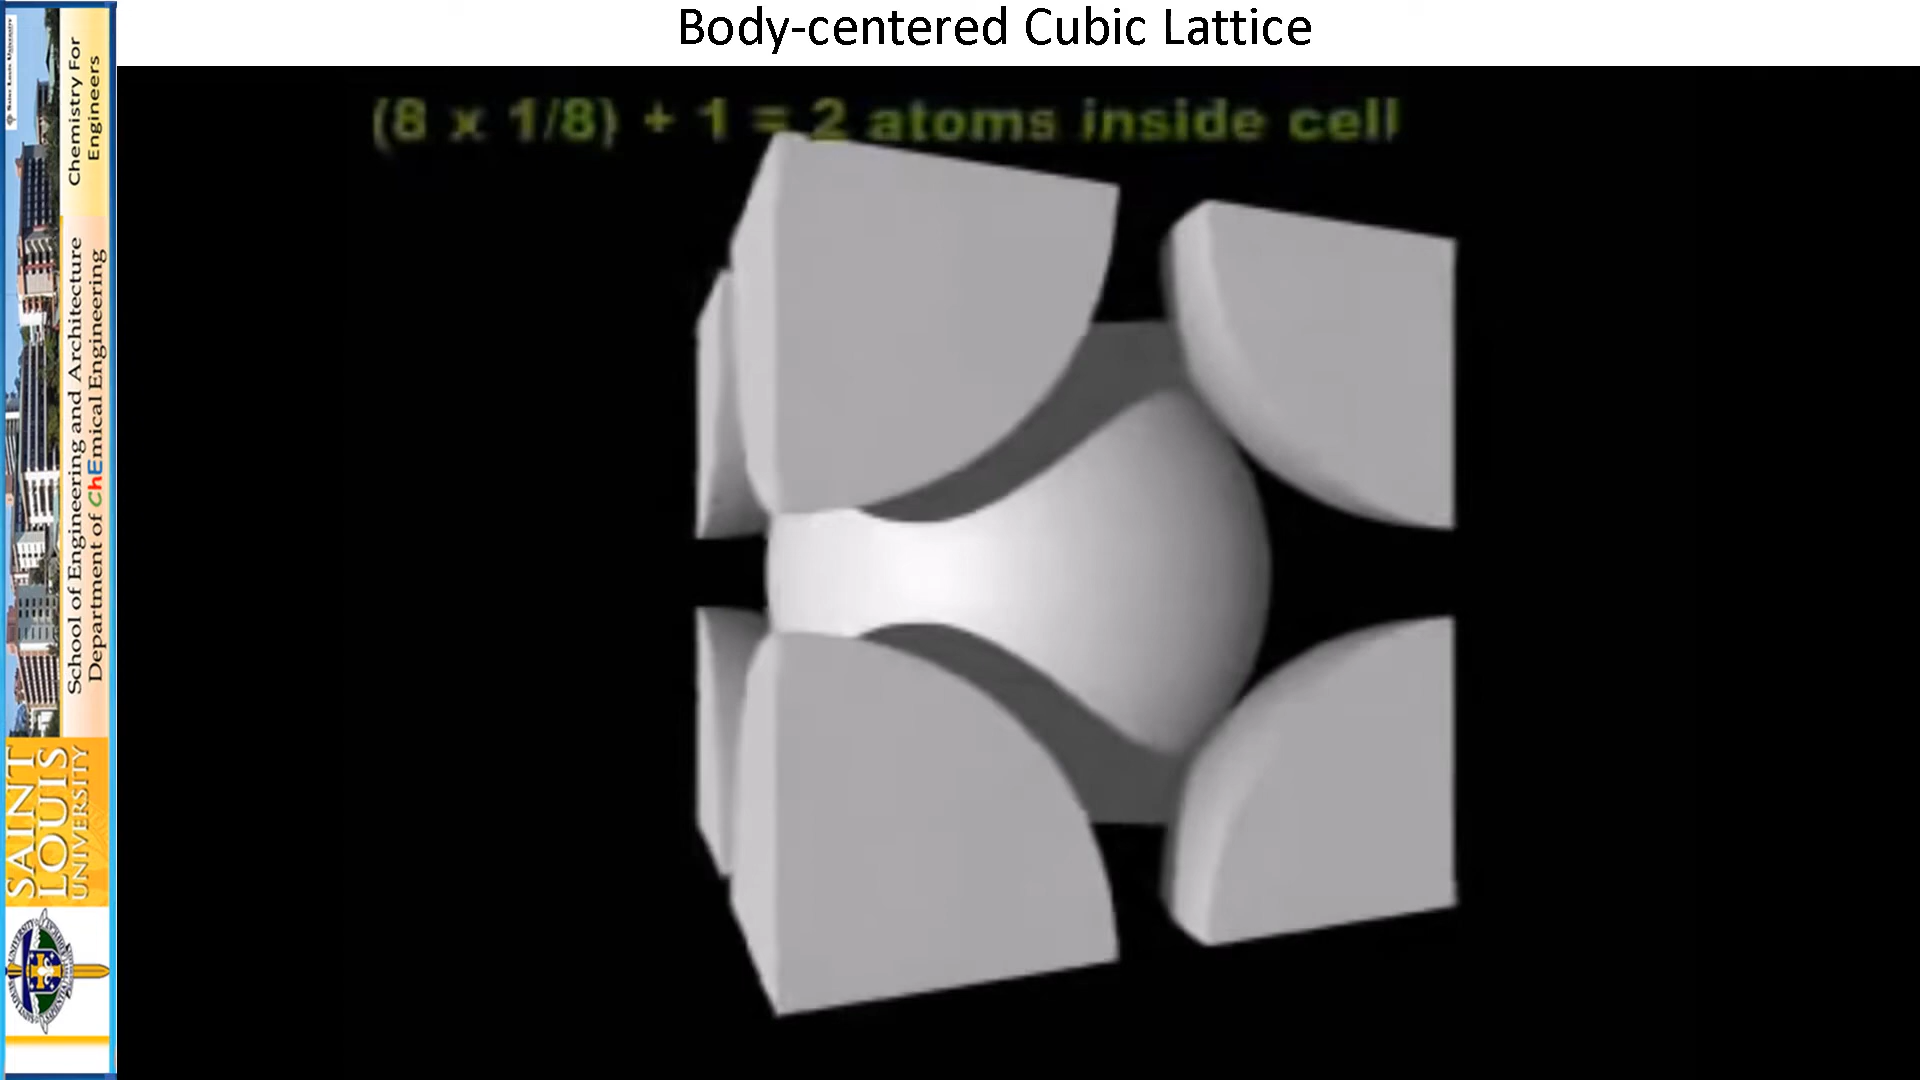 Body-centered Cubic Lattice
(8 x 1/8) + 1 = 2 atoms inside cell
Chemistry For
Engineers
School of Engineering and Architecture
Department of ChEmical Engineering
SAINT
LOUIS
UNIVERSITY